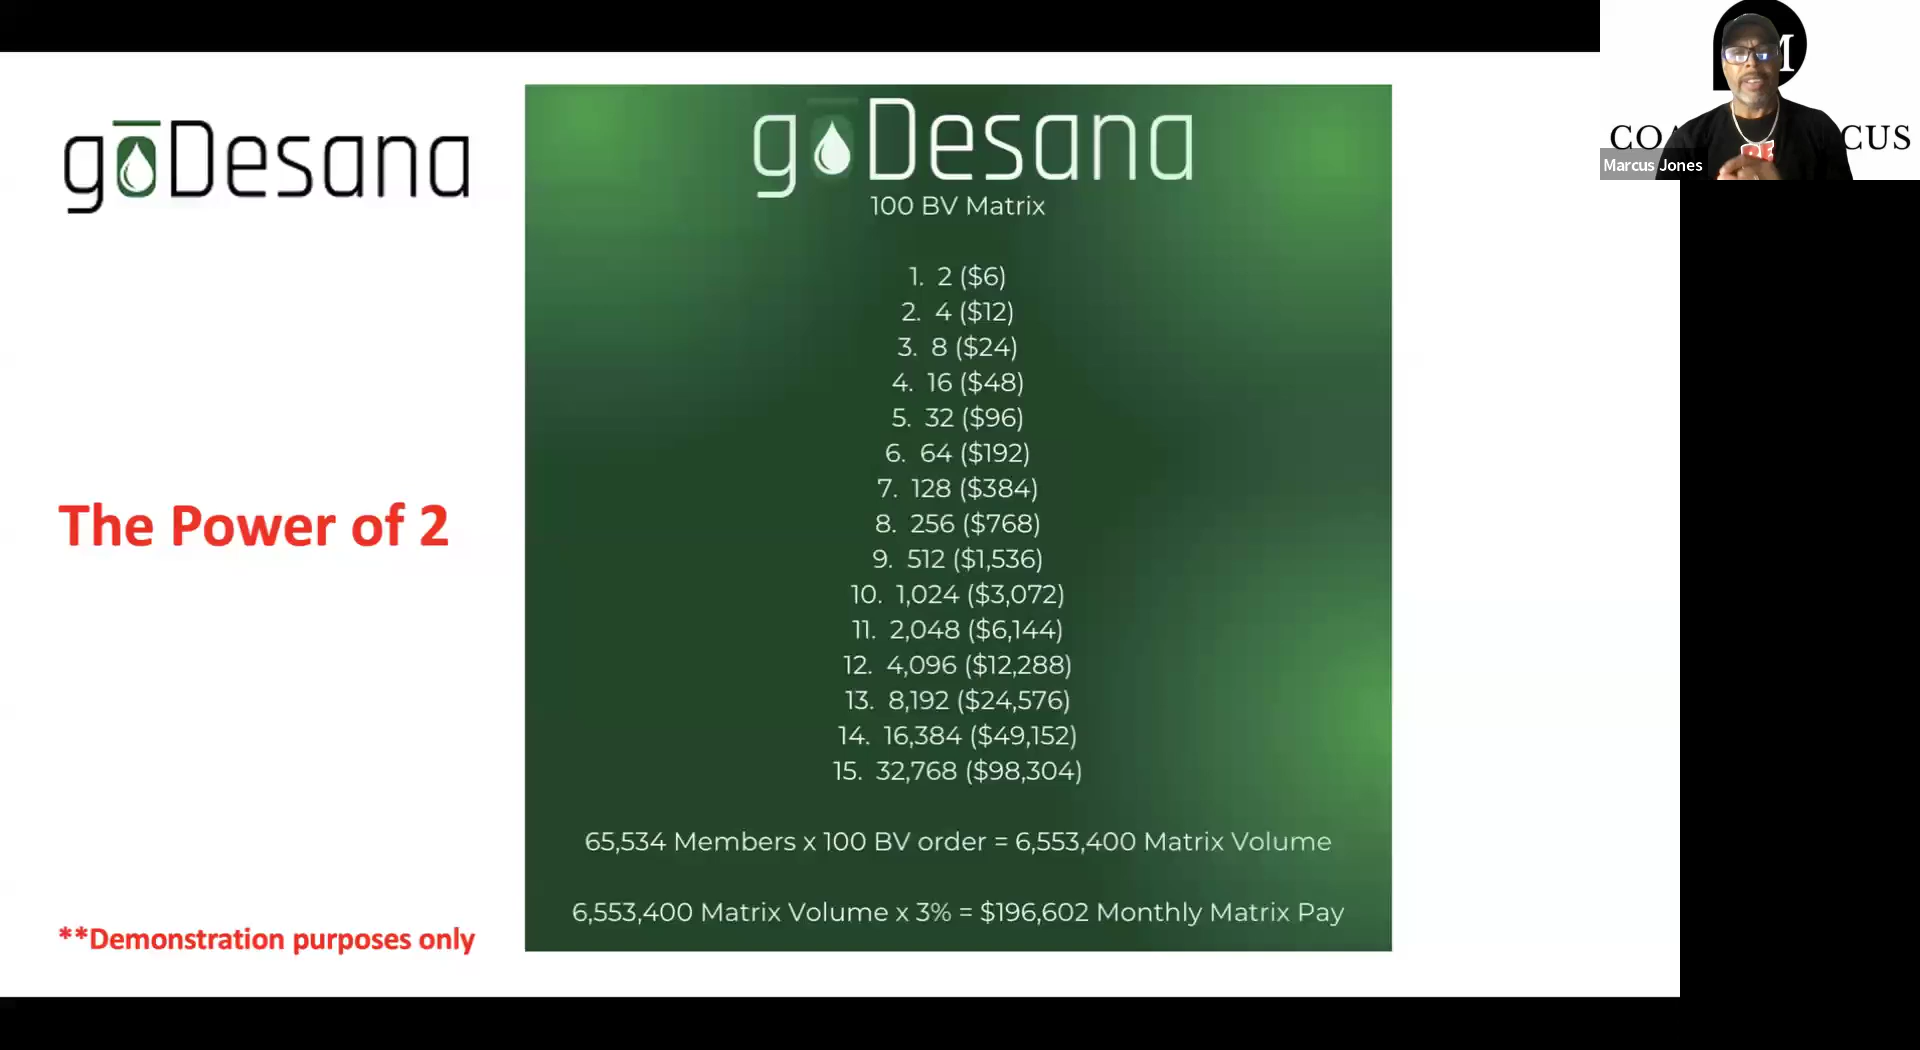 gōDesana
The Power of 2
**Demonstration purposes only
gōDesana
100 BV Matrix
1. 2 ($6)
2. 4 ($12)
3. 8 ($24)
4. 16 ($48)
5. 32 ($96)
6. 64 ($192)
7. 128 ($384)
8. 256 ($768)
9. 512 ($1,536)
10. 1,024 ($3,072)
11. 2,048 ($6,144)
12. 4,096 ($12,288)
13. 8,192 ($24,576)
14. 16,384 ($49,152)
15. 32,768 ($98,304)
65,534 Members x 100 BV order = 6,553,400 Matrix Volume
6,553,400 Matrix Volume x 3% = $196,602 Monthly Matrix Pay
Marcus Jones